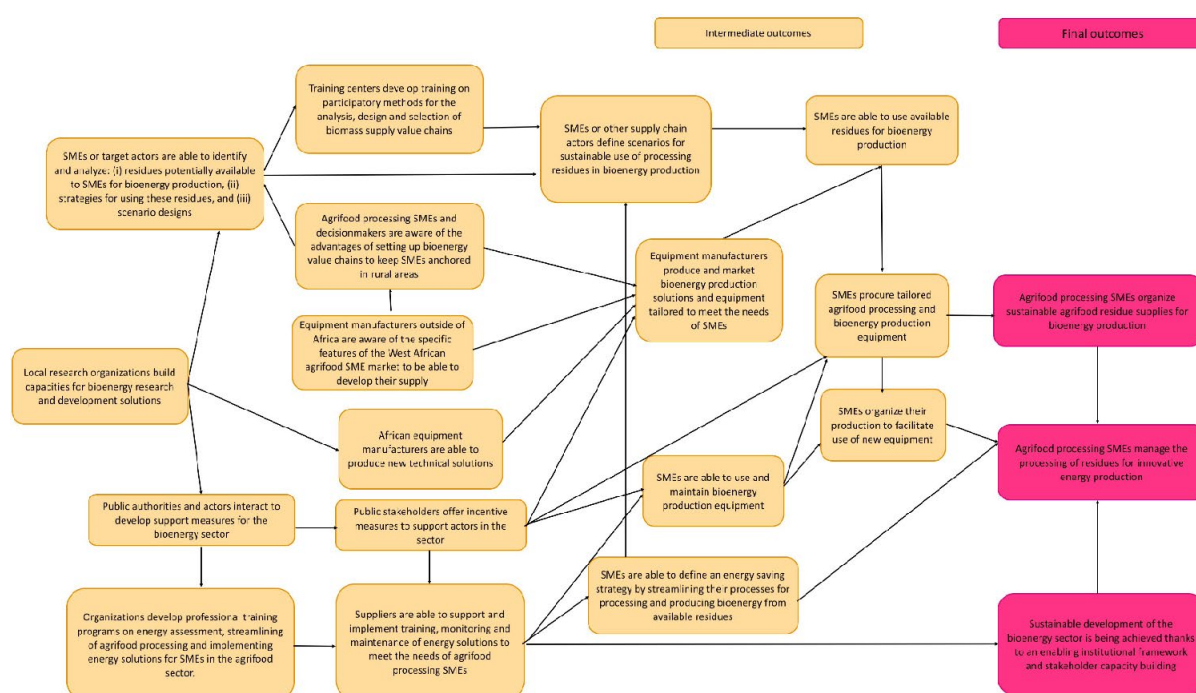 Intermediate outcomes
Final outcomes
Training centers develop training on
participatory methods for the
analysis, design and selection of
biomass supply value chains
SMEs or other supply chain
actors define scenarios for
sustainable use of processing
residues in bioenergy production
SMEs are able to use available
residues for bioenergy
production
SMEs or target actors are able to identify
and analyze: (i) residues potentially available
to SMEs for bioenergy production, (ii)
strategies for using these residues, and (iii)
scenario designs
Agrifood processing SMEs and
decisionmakers are aware of the
advantages of setting up bioenergy
value chains to keep SMEs anchored
in rural areas
Equipment manufacturers
produce and market
bioenergy production
solutions and equipment
tailored to meet the needs
of SMEs
SMEs procure tailored
agrifood processing and
bioenergy production
equipment
Agrifood processing SMEs organize
sustainable agrifood residue supplies for
bioenergy production
Equipment manufacturers outside of
Africa are aware of the specific
features of the West African
agrifood SME market to be able to
develop their supply
Local research organizations build
capacities for bioenergy research
and development solutions
SMEs organize their
production to facilitate
use of new equipment
African equipment
manufacturers are able to
produce new technical solutions
Agrifood processing SMEs manage the
processing of residues for innovative
energy production
SMEs are able to use and
maintain bioenergy
production equipment
Public authorities and actors interact to
develop support measures for the
bioenergy sector
Public stakeholders offer incentive
measures to support actors in the
sector
SMEs are able to define an energy saving
strategy by streamlining their processes for
processing and producing bioenergy from
available residues
Organizations develop professional training
programs on energy assessment, streamlining
of agrifood processing and implementing
energy solutions for SMEs in the agrifood
sector.
Suppliers are able to support and
implement training, monitoring and
maintenance of energy solutions to
meet the needs of agrifood
processing SMEs
Sustainable development of the
bioenergy sector is being achieved thanks
to an enabling institutional framework
and stakeholder capacity building